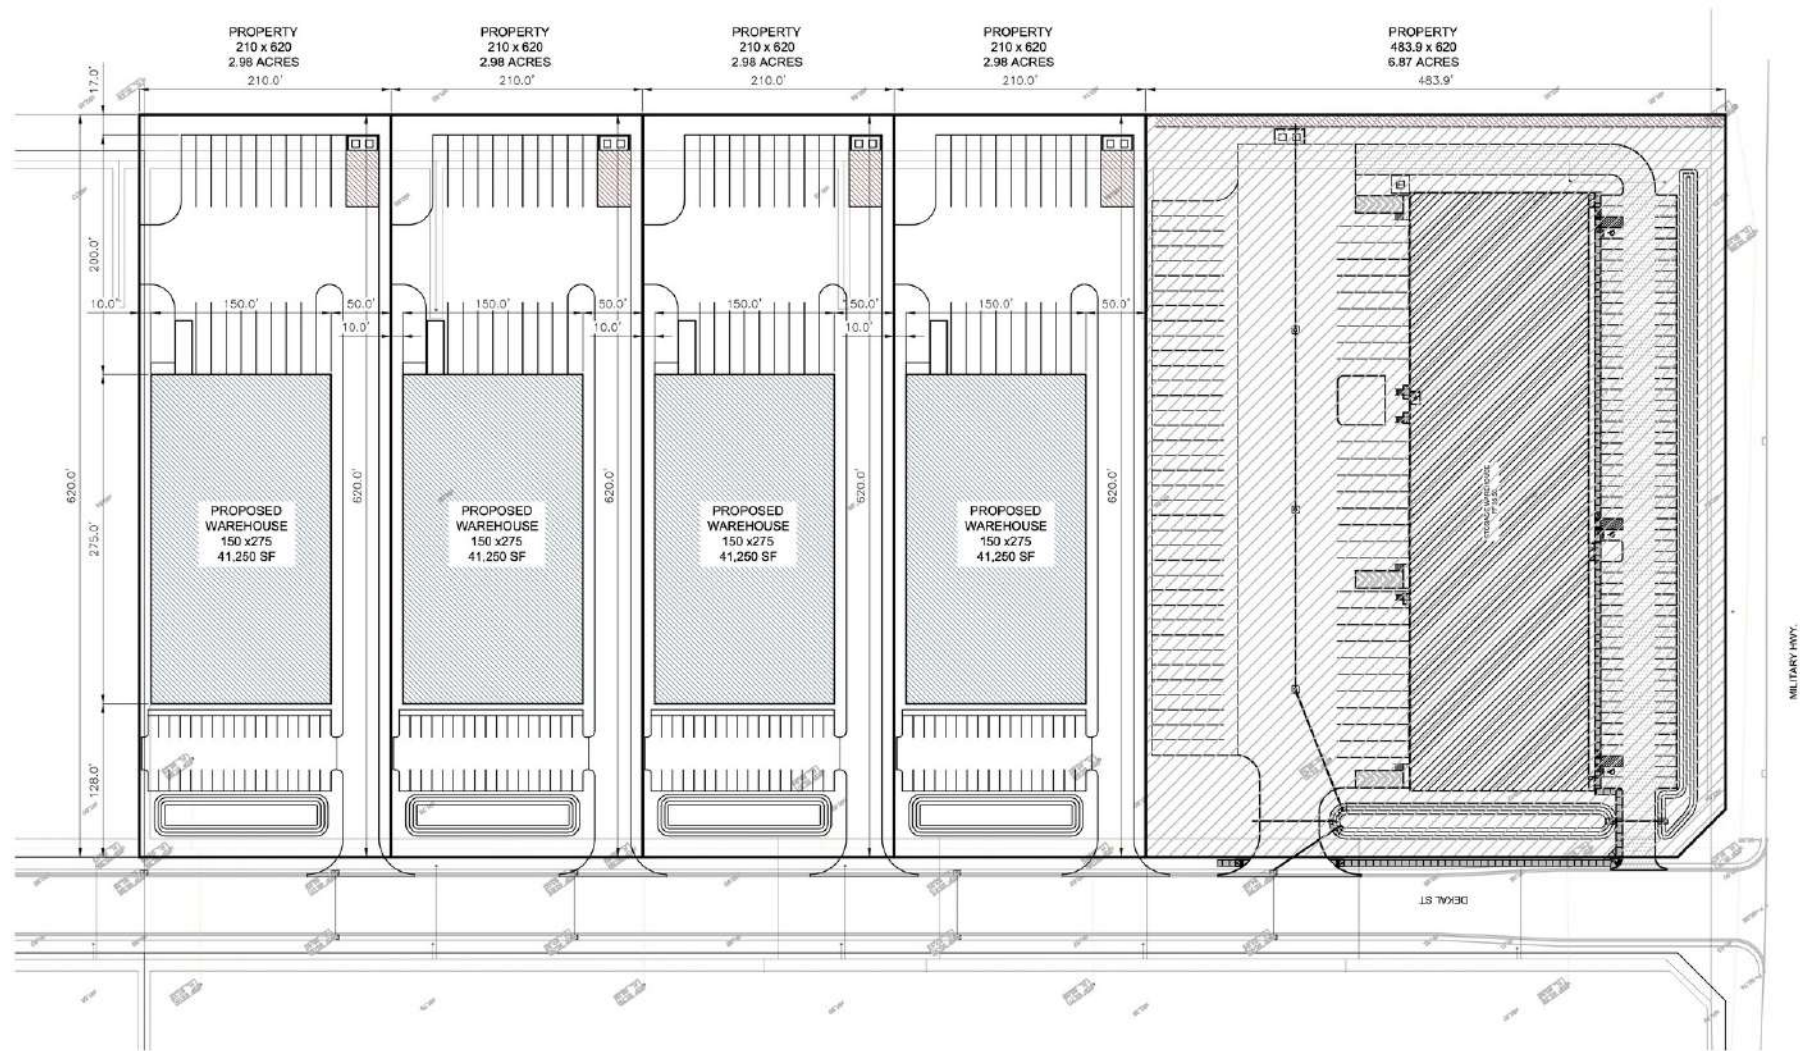 PROPERTY
210 x 620
2.98 ACRES
210.0'
PROPERTY
210 x 620
2.98 ACRES
210.0'
PROPERTY
210 x 620
2.98 ACRES
210.0'
PROPERTY
210 x 620
2.98 ACRES
210.0'
PROPERTY
483.9 x 620
6.87 ACRES
483.9'
17.0'
200.0'
10.0'
150.0'
50.0'
10.0'
150.0'
50.0'
10.0'
150.0'
50.0'
10.0'
150.0'
50.0'
620.0'
275.0'
PROPOSED
WAREHOUSE
150 x275
41,250 SF
620.0'
PROPOSED
WAREHOUSE
150 x275
41,250 SF
620.0'
PROPOSED
WAREHOUSE
150 x275
41,250 SF
620.0'
PROPOSED
WAREHOUSE
150 x275
41,250 SF
620.0'
STORAGE WAREHOUSE
128.0'
MILITARY HWY.
DEKAL ST